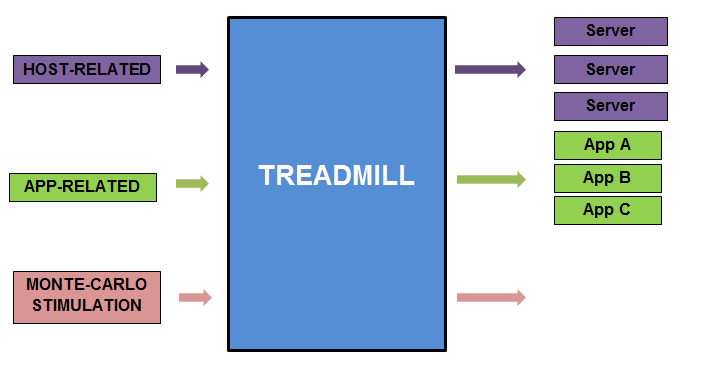 HOST-RELATED
APP-RELATED
MONTE-CARLO
STIMULATION
TREADMILL
Server
Server
Server
App A
App B
App C